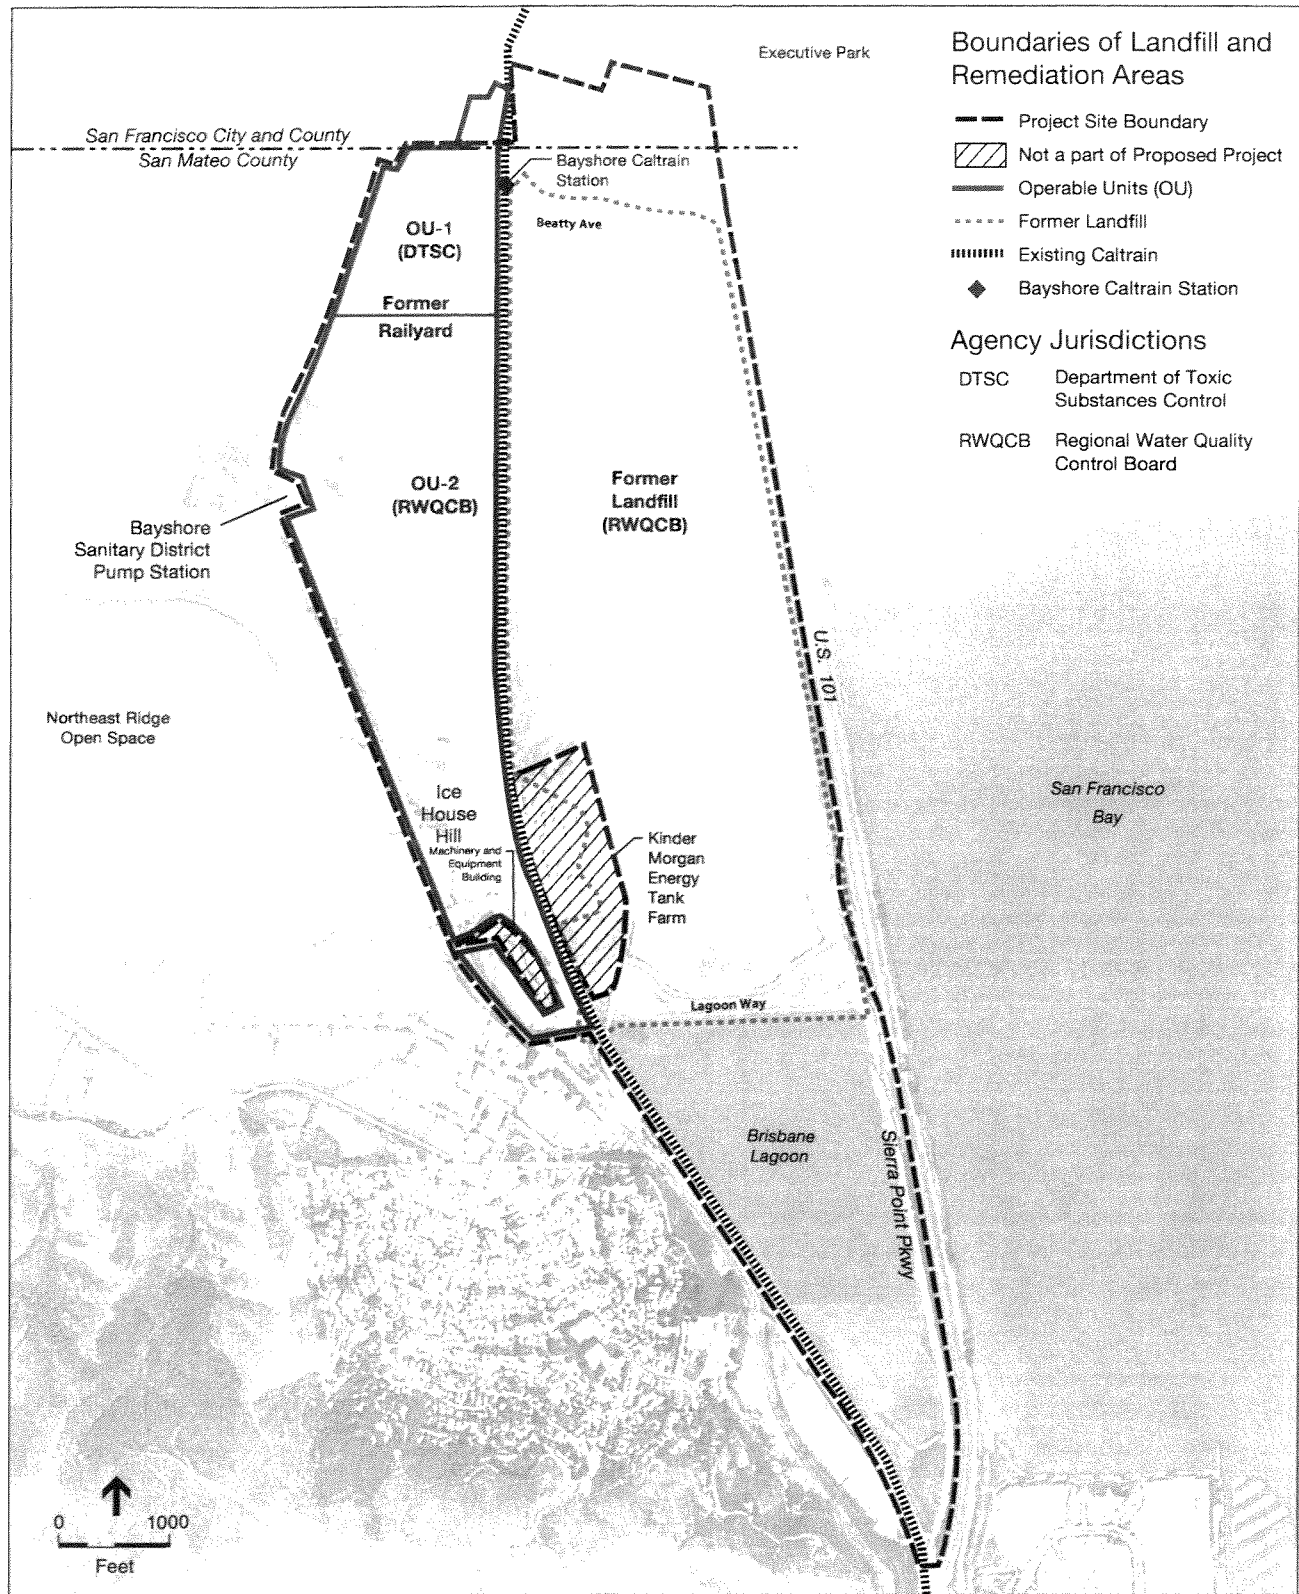 Executive Park
Boundaries of Landfill and
Remediation Areas
Project Site Boundary
Not a part of Proposed Project
Operable Units (OU)
Former Landfill
Existing Caltrain
Bayshore Caltrain Station
Agency Jurisdictions
DTSC Department of Toxic
Substances Control
RWQCB Regional Water Quality
Control Board
San Francisco City and County
San Mateo County
Bayshore Caltrain
Station
Beatty Ave
OU-1
(DTSC)
Former
Railyard
OU-2
(RWQCB)
Former
Landfill
(RWQCB)
Bayshore
Sanitary District
Pump Station
U.S. 101
Northeast Ridge
Open Space
San Francisco
Bay
Ice
House
Hill
Machinery and
Equipment
Building
Kinder
Morgan
Energy
Tank
Farm
Lagoon Way
Brisbane
Lagoon
Sierra Point Pkwy
0 1000
Feet